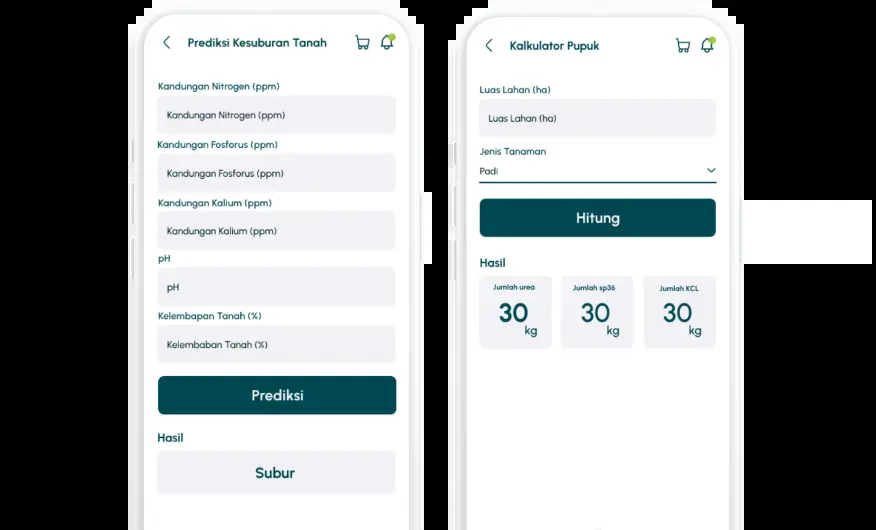 Prediksi Kesuburan Tanah
Kandungan Nitrogen (ppm)
Kandungan Nitrogen (ppm)
Kandungan Fosforus (ppm)
Kandungan Fosforus (ppm)
Kandungan Kalium (ppm)
Kandungan Kalium (ppm)
pH
pH
Kelembapan Tanah (%)
Kelembaban Tanah (%)
Prediksi
Hasil
Subur
Kalkulator Pupuk
Luas Lahan (ha)
Luas Lahan (ha)
Jenis Tanaman
Padi
Hitung
Hasil
Jumlah urea
30
kg
Jumlah sp36
30
kg
Jumlah KCL
30
kg